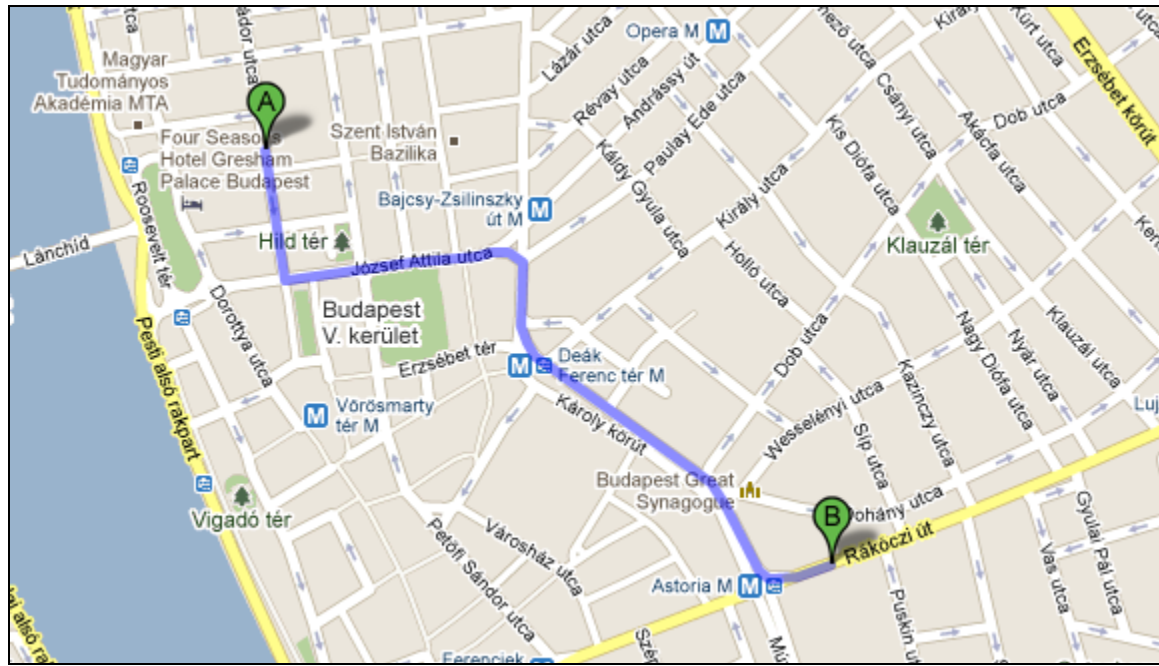 ádor utca
Lázár utca
Opera M
mező utca
Király
Kürt utca
Erzsébet körút
Magyar
Tudományos
Akadémia MTA
A
Révay utca
Andrássy út
Csányi utca
Dob utca
Four Seasons
Hotel Gresham
Palace Budapest
Szent István
Bazilika
Paulay Ede utca
Kis Diófa utca
Akácfa utca
Roosevelt tér
Káldy Gyula utca
Király utca
Bajcsy-Zsilinszky
út M
M
Klauzál tér
Lánchíd
Hild tér
József Attila utca
Holló utca
Budapest
V. kerület
Dorottya utca
Pesti alsó rakpart
Erzsébet tér
M
Deák
Ferenc tér M
Dob utca
Kazinczy utca
Nagy Diófa utca
Nyár utca
Klauzál utca
M
Vörösmarty
tér M
Károly körút
Wesselényi utca
Síp utca
Vigadó tér
Budapest Great
Synagogue
B
Dohány utca
Rákóczi út
Petőfi Sándor utca
Városház utca
Astoria M
M
Puskin
Vas utca
Gyulai Pál utca
Ferenciek
M